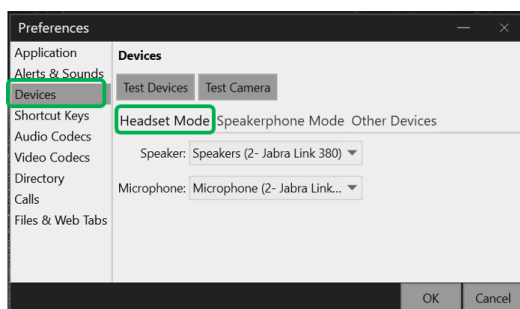 Preferences
Application
Alerts & Sounds
Devices
Shortcut Keys
Audio Codecs
Video Codecs
Directory
Calls
Files & Web Tabs
Devices
Test Devices Test Camera
Headset Mode Speakerphone Mode Other Devices
Speaker: Speakers (2- Jabra Link 380)
Microphone: Microphone (2- Jabra Link...
OK Cancel